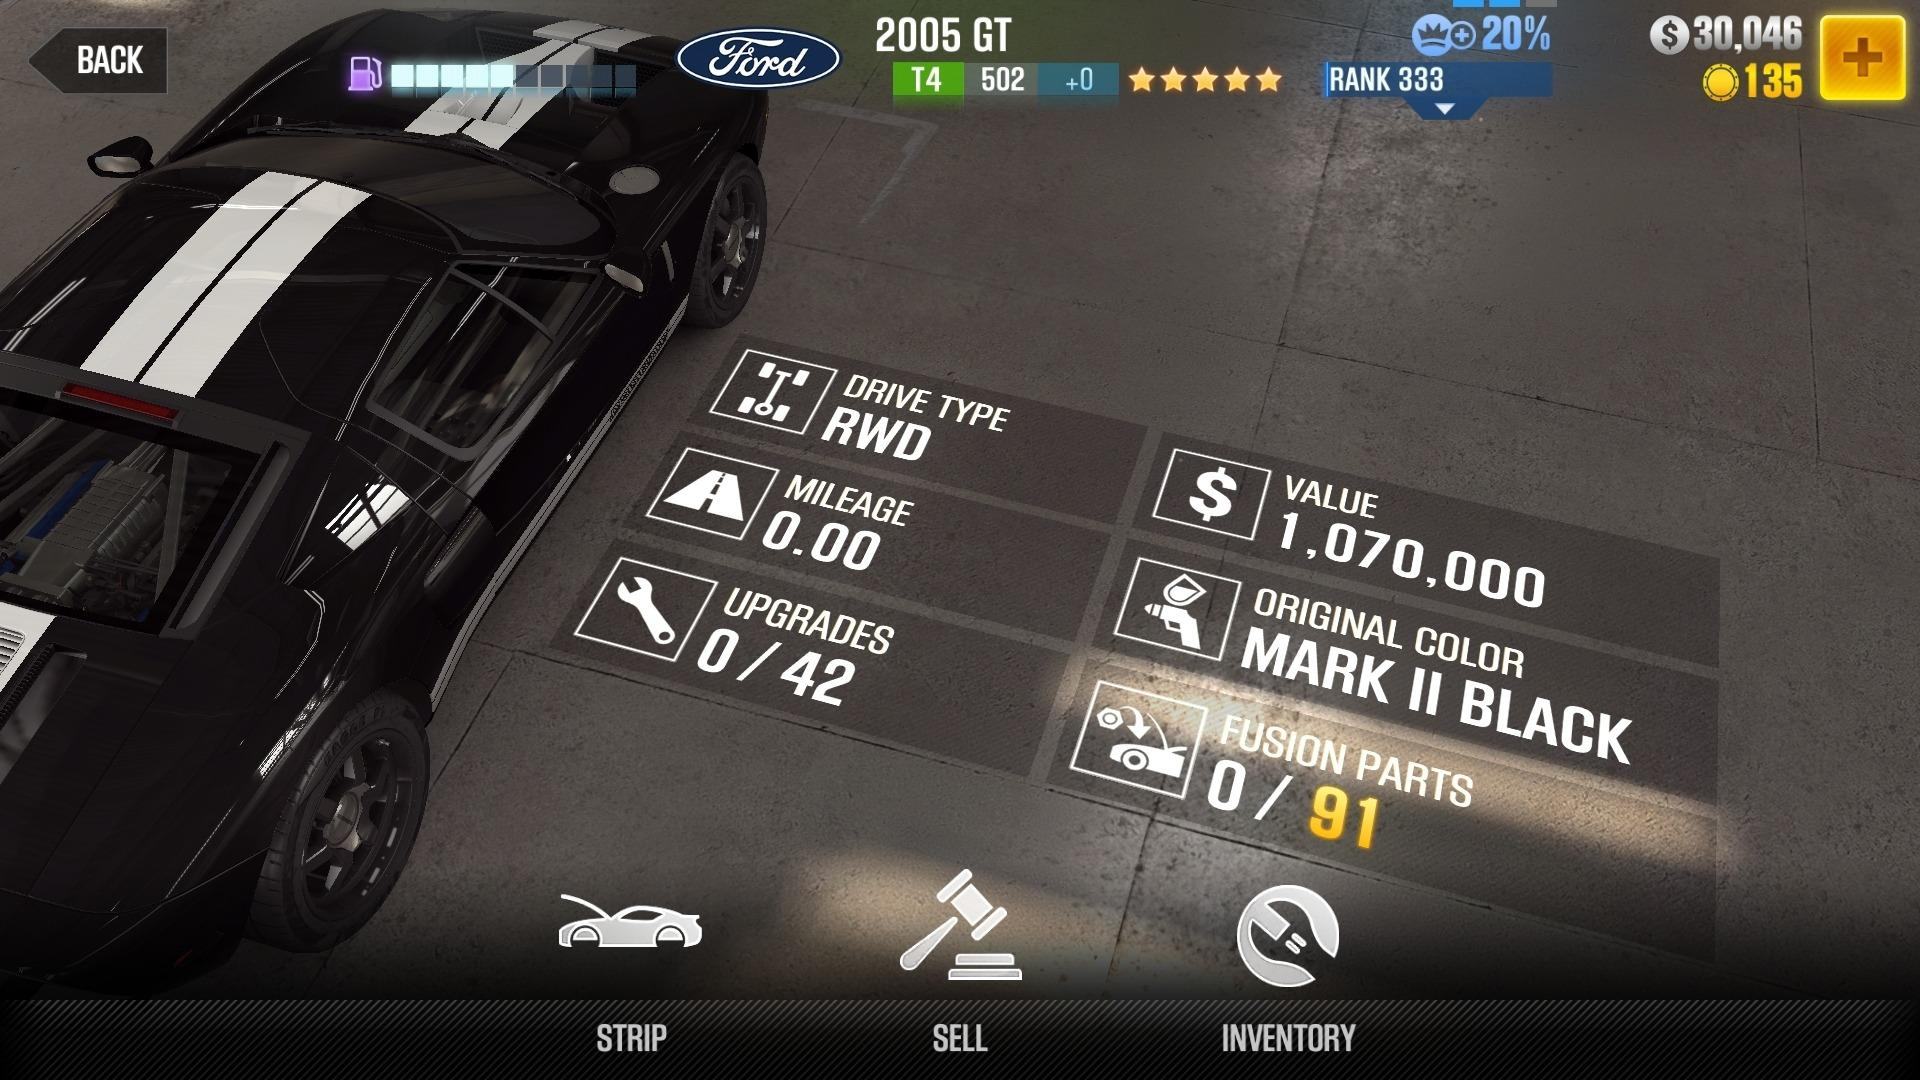 BACK
Ford
2005 GT
T4 502 +0
20%
RANK 333
$ 30,046
135
DRIVE TYPE
RWD
MILEAGE
0.00
UPGRADES
0/42
$ VALUE
1,070,000
ORIGINAL COLOR
MARK II BLACK
FUSION PARTS
0/ 91
STRIP
SELL
INVENTORY